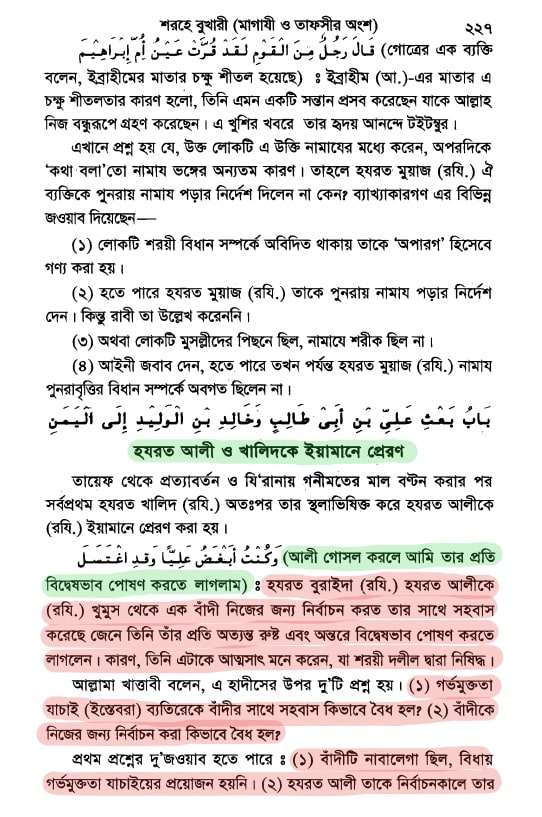 শরহে বুখারী (মাগাযী ও তাফসীর অংশ) ২২৭
قَالَ رَجُلٌ مِنَ الْقَوْمِ لَقَدْ قُرَّتْ عَيْنُ أُمِّ إِبْرَاهِيْمَ (গোত্রের এক ব্যক্তি
বলেন, ইব্রাহীমের মাতার চক্ষু শীতল হয়েছে) : ইব্রাহীম (আ.)-এর মাতার এ
চক্ষু শীতলতার কারণ হলো, তিনি এমন একটি সন্তান প্রসব করেছেন যাকে আল্লাহ
নিজ বন্ধুরূপে গ্রহণ করেছেন। এ খুশির খবরে তার হৃদয় আনন্দে টইটম্বুর।
এখানে প্রশ্ন হয় যে, উক্ত লোকটি এ উক্তি নামাযের মধ্যে করেন, অপরদিকে
‘কথা বলা’তো নামায ভঙ্গের অন্যতম কারণ। তাহলে হযরত মুয়াজ (রযি.) ঐ
ব্যক্তিকে পুনরায় নামায পড়ার নির্দেশ দিলেন না কেন? ব্যাখ্যাকারগণ এর বিভিন্ন
জওয়াব দিয়েছেন—
(১) লোকটি শরয়ী বিধান সম্পর্কে অবিদিত থাকায় তাকে ‘অপারগ’ হিসেবে
গণ্য করা হয়।
(২) হতে পারে হযরত মুয়াজ (রযি.) তাকে পুনরায় নামায পড়ার নির্দেশ
দেন। কিন্তু রাবী তা উল্লেখ করেননি।
(৩) অথবা লোকটি মুসল্লীদের পিছনে ছিল, নামাযে শরীক ছিল না।
(৪) আইনী জবাব দেন, হতে পারে তখন পর্যন্ত হযরত মুয়াজ (রযি.) নামায
পুনরাবৃত্তির বিধান সম্পর্কে অবগত ছিলেন না।
بَابُ بَعْثِ عَلِيِّ بْنِ أَبِىْ طَالِبٍ وَخَالِدِ بْنِ الْوَلِيْدِ إِلَى الْيَمَنِ
হযরত আলী ও খালিদকে ইয়ামানে প্রেরণ
তায়েফ থেকে প্রত্যাবর্তন ও যি‘রানায় গনীমতের মাল বণ্টন করার পর
সর্বপ্রথম হযরত খালিদ (রযি.) অতঃপর তার স্থলাভিষিক্ত করে হযরত আলীকে
(রযি.) ইয়ামানে প্রেরণ করা হয়।
وَكُنْتُ أَبْغَضُ عَلِيًّا وَقَدِ اغْتَسَلَ (আলী গোসল করলে আমি তার প্রতি
বিদ্বেষভাব পোষণ করতে লাগলাম) : হযরত বুরাইদা (রযি.) হযরত আলীকে
(রযি.) খুমুস থেকে এক বাঁদী নিজের জন্য নির্বাচন করত তার সাথে সহবাস
করেছে জেনে তিনি তাঁর প্রতি অত্যন্ত রুষ্ট এবং অন্তরে বিদ্বেষভাব পোষণ করতে
লাগলেন। কারণ, তিনি এটাকে আত্মসাৎ মনে করেন, যা শরয়ী দলীল দ্বারা নিষিদ্ধ।
আল্লামা খাত্তাবী বলেন, এ হাদীসের উপর দু’টি প্রশ্ন হয়। (১) গর্ভমুক্ততা
যাচাই (ইস্তেবরা) ব্যতিরেকে বাঁদীর সাথে সহবাস কিভাবে বৈধ হল? (২) বাঁদীকে
নিজের জন্য নির্বাচন করা কিভাবে বৈধ হল?
প্রথম প্রশ্নের দু’জওয়াব হতে পারে : (১) বাঁদীটি নাবালেগা ছিল, বিধায়
গর্ভমুক্ততা যাচাইয়ের প্রয়োজন হয়নি। (২) হযরত আলী তাকে নির্বাচনকালে তার